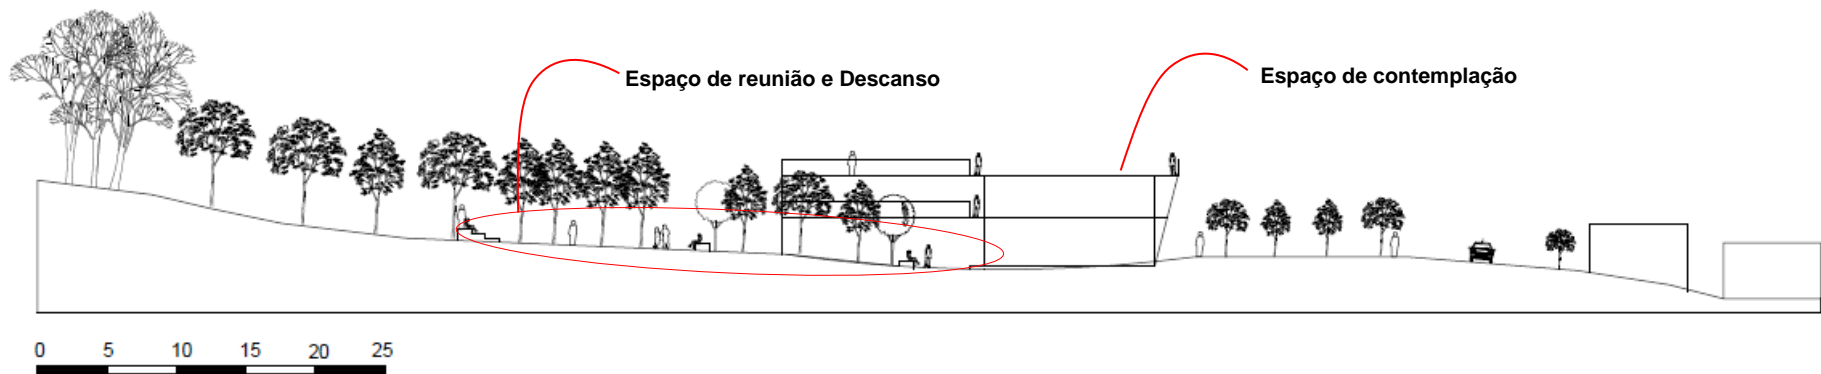 Espaço de reunião e Descanso
Espaço de contemplação
0 5 10 15 20 25